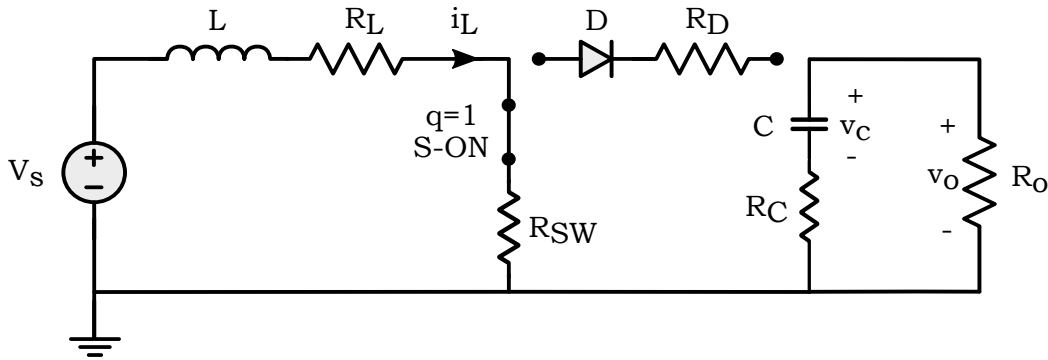 L
R_L
i_L
D
R_D
q=1
S-ON
C
+
v_C
-
+
v_o
-
R_o
V_s
+
-
R_SW
R_C